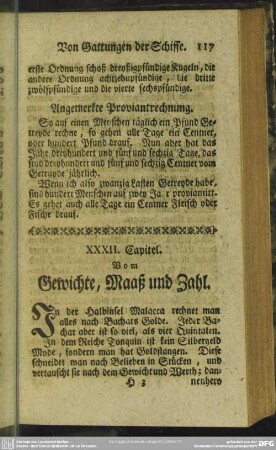 Von Gattungen der Schiffe. 117
erste Ordnung schoß dreyßigpfündige Kugeln, die
andere Ordnung achtzehnpfündige, die dritte
zwölfpfündige und die vierte sechspfündige.
Angemerkte Proviantrechnung.
So auf einen Menschen täglich ein Pfund Ge-
treyde rechne, so gehen alle Tage ein Centner,
oder hundert Pfund drauf. Nun aber hat das
Jahr dreyhundert und fünf und sechzig Tage, das
sind dreyhundert und fünf und sechzig Centner vom
Getrayde jährlich.
Wenn ich also zwanzig Lasten Getreyde habe,
sind hundert Menschen auf zwey Ja. r proviantirt.
Es gehet auch alle Tage ein Centner Fleisch oder
Fische drauf.
XXXII. Capitel.
Vom
Gewichte, Maaß und Zahl.
In der Halbinsel Malacca rechnet man
alles nach Bachars Golde. Jeder Ba-
char aber ist so viel, als vier Quintalen.
In dem Reiche Tonquin ist kein Silbergeld
Mode, sondern man hat Goldstangen. Diese
schneidet man nach Belieben in Stücken, und
vertauscht sie nach dem Gewicht und Werth; dan-
H 3 nenhero